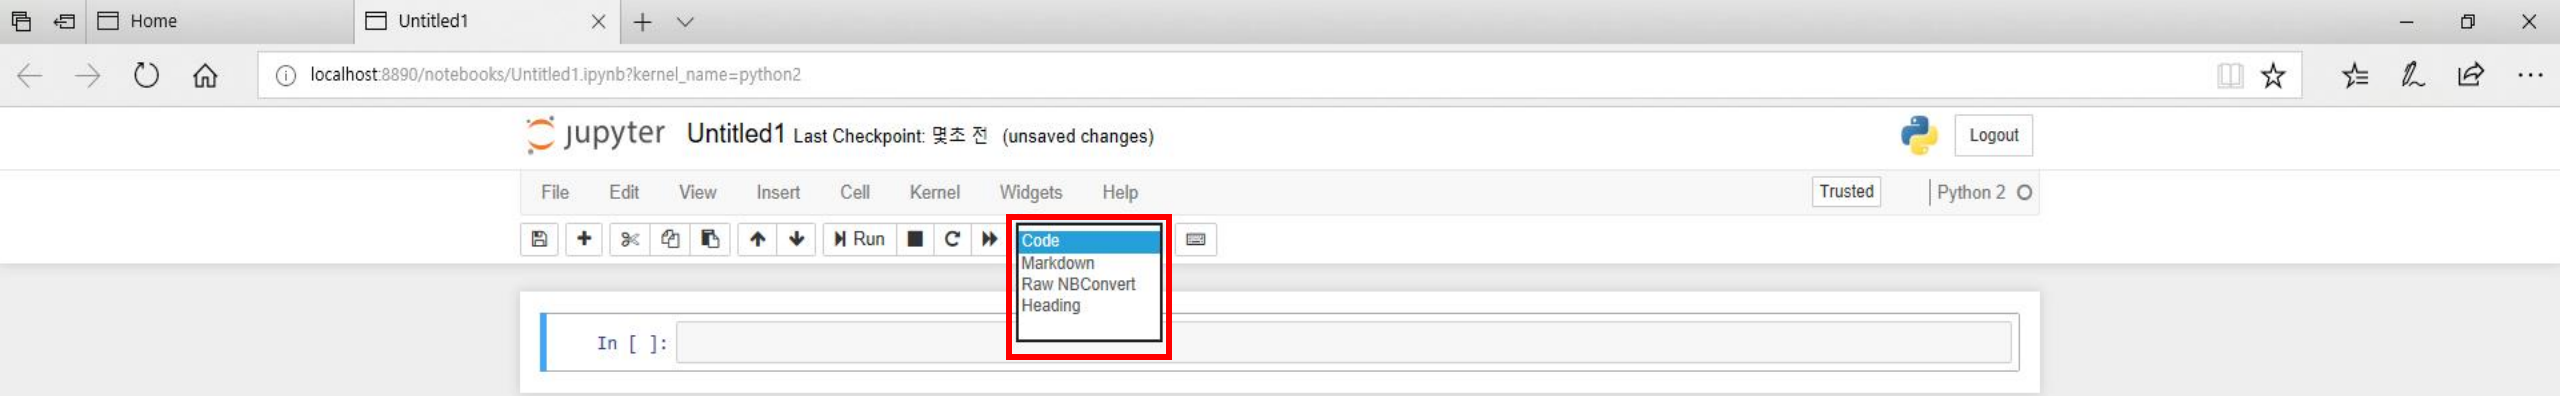 Home Untitled1
localhost:8890/notebooks/Untitled1.ipynb?kernel_name=python2
jupyter Untitled1 Last Checkpoint: 몇초 전 (unsaved changes) Logout
File Edit View Insert Cell Kernel Widgets Help Trusted Python 2
Run
Code
Markdown
Raw NBConvert
Heading
In [ ]: